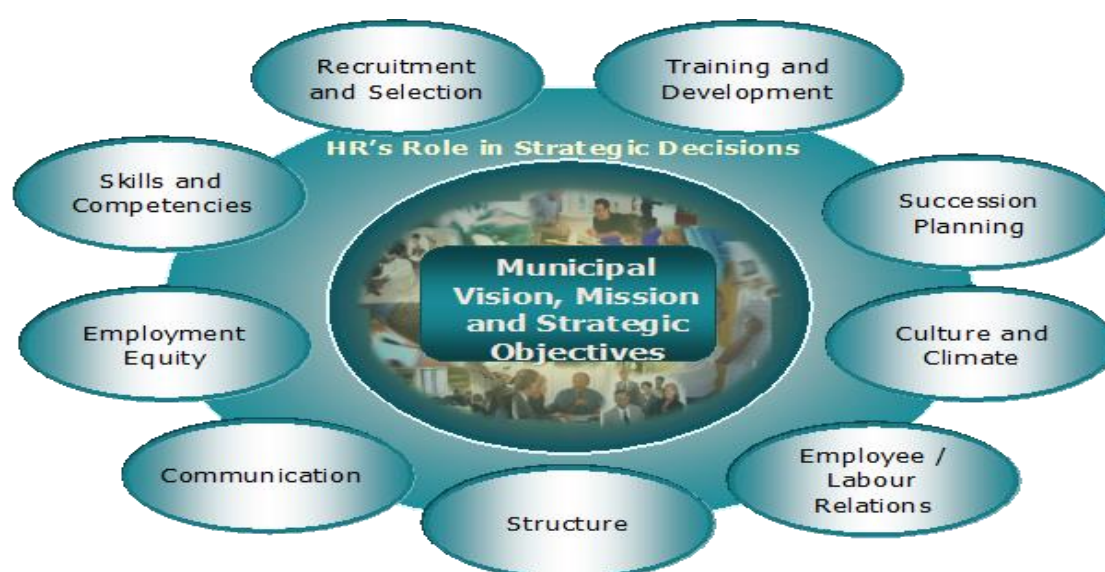 Recruitment
and Selection
Training and
Development
HR's Role in Strategic Decisions
Skills and
Competencies
Succession
Planning
Municipal
Vision, Mission
and Strategic
Objectives
Employment
Equity
Culture and
Climate
Communication
Employee /
Labour
Relations
Structure